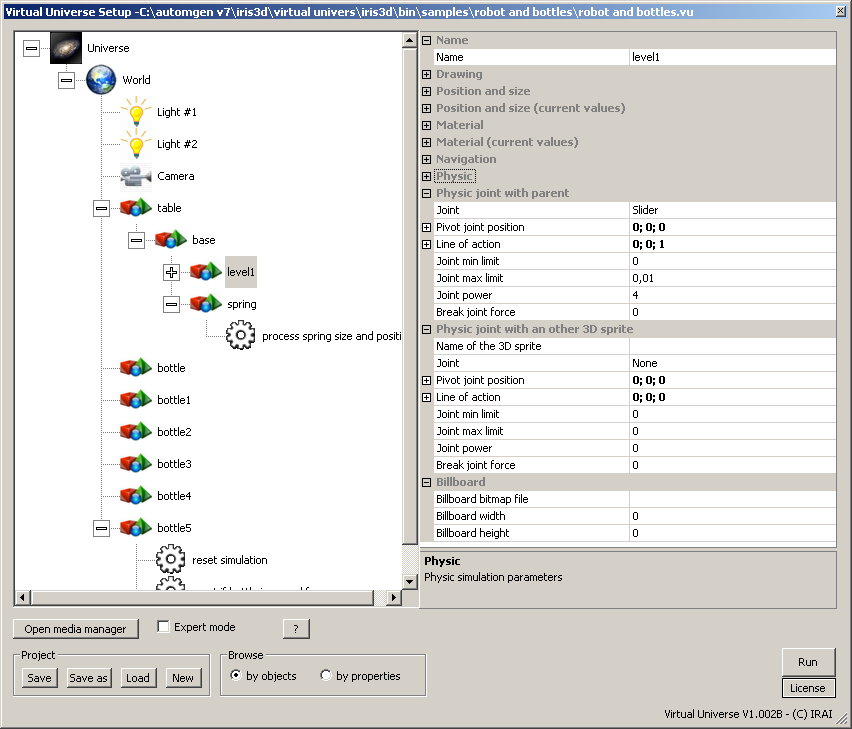 Virtual Universe Setup -C:\automgen v7\iris3d\virtual univers\iris3d\bin\samples\robot and bottles\robot and bottles.vu
Universe
World
Light #1
Light #2
Camera
table
base
level1
spring
process spring size and positi
bottle
bottle1
bottle2
bottle3
bottle4
bottle5
reset simulation
Name
Name level1
Drawing
Position and size
Position and size (current values)
Material
Material (current values)
Navigation
Physic
Physic joint with parent
Joint Slider
Pivot joint position 0; 0; 0
Line of action 0; 0; 1
Joint min limit 0
Joint max limit 0,01
Joint power 4
Break joint force 0
Physic joint with an other 3D sprite
Name of the 3D sprite
Joint None
Pivot joint position 0; 0; 0
Line of action 0; 0; 0
Joint min limit 0
Joint max limit 0
Joint power 0
Break joint force 0
Billboard
Billboard bitmap file
Billboard width 0
Billboard height 0
Physic
Physic simulation parameters
Open media manager Expert mode ?
Project
Save Save as Load New
Browse
by objects by properties
Run
License
Virtual Universe V1.002B - (C) IRAI